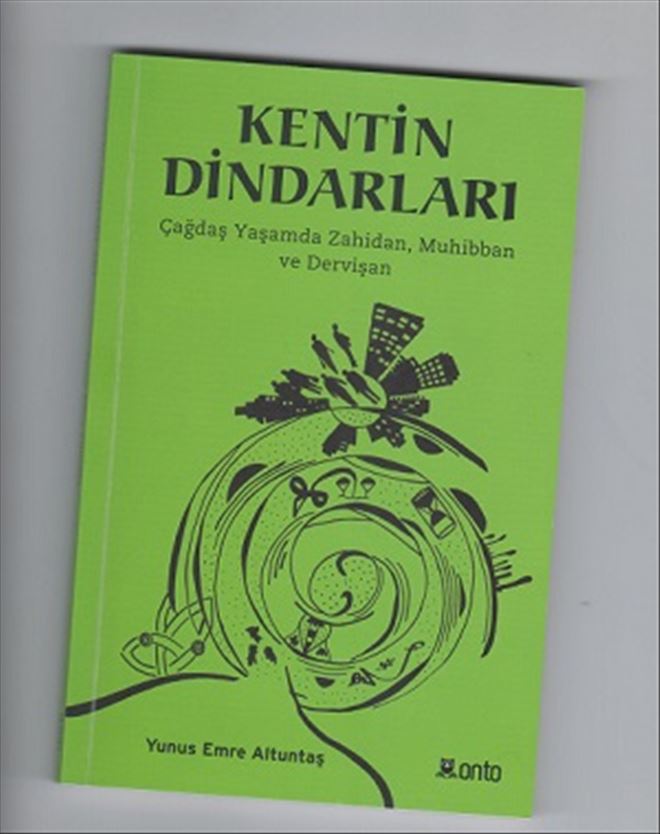 KENTİN
DİNDARLARI
Çağdaş Yaşamda Zahidan, Muhibban
ve Dervişan
Yunus Emre Altuntaş
onto